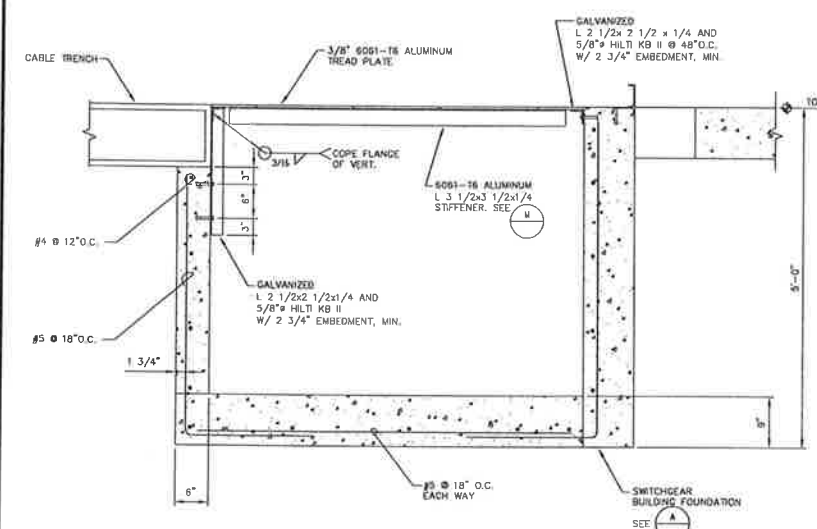 GALVANIZED
L 2 1/2x 2 1/2 x 1/4 AND
5/8"ø HILTI KB II @ 48"O.C.
W/ 2 3/4" EMBEDMENT, MIN.
3/8" 6061-T6 ALUMINUM
TREAD PLATE
CABLE TRENCH
TO
3/16
COPE FLANGE
OF VERT.
3"
6"
3"
6061-T6 ALUMINUM
L 3 1/2x3 1/2x1/4
STIFFENER. SEE
M
#4 @ 12"O.C.
5'-0"
GALVANIZED
L 2 1/2x2 1/2x1/4 AND
5/8"ø HILTI KB II
W/ 2 3/4" EMBEDMENT, MIN.
#5 @ 18"O.C.
1 3/4"
9"
6"
#5 @ 18" O.C.
EACH WAY
6"
SWITCHGEAR
BUILDING FOUNDATION
SEE
A